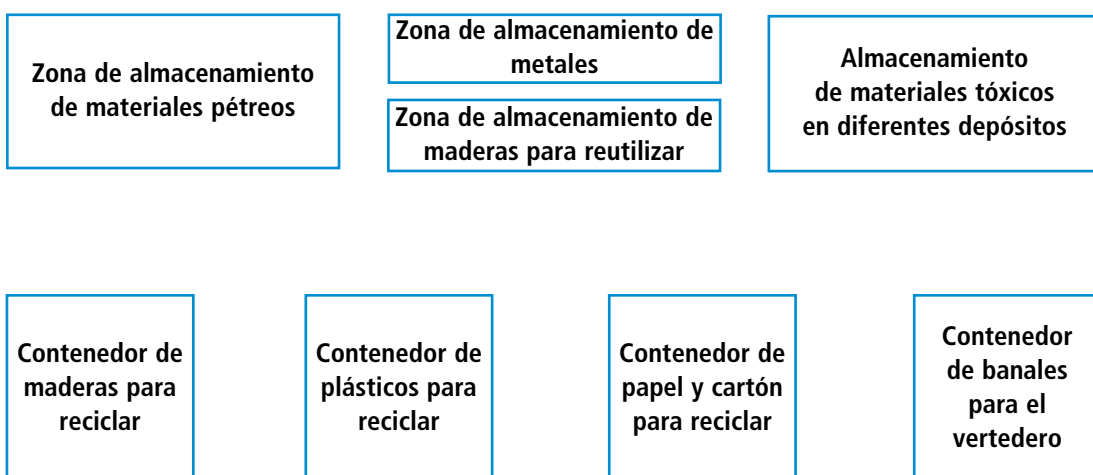 Zona de almacenamiento
de materiales pétreos
Zona de almacenamiento de
metales
Zona de almacenamiento de
maderas para reutilizar
Almacenamiento
de materiales tóxicos
en diferentes depósitos
Contenedor de
maderas para
reciclar
Contenedor de
plásticos para
reciclar
Contenedor de
papel y cartón
para reciclar
Contenedor
de banales
para el
vertedero